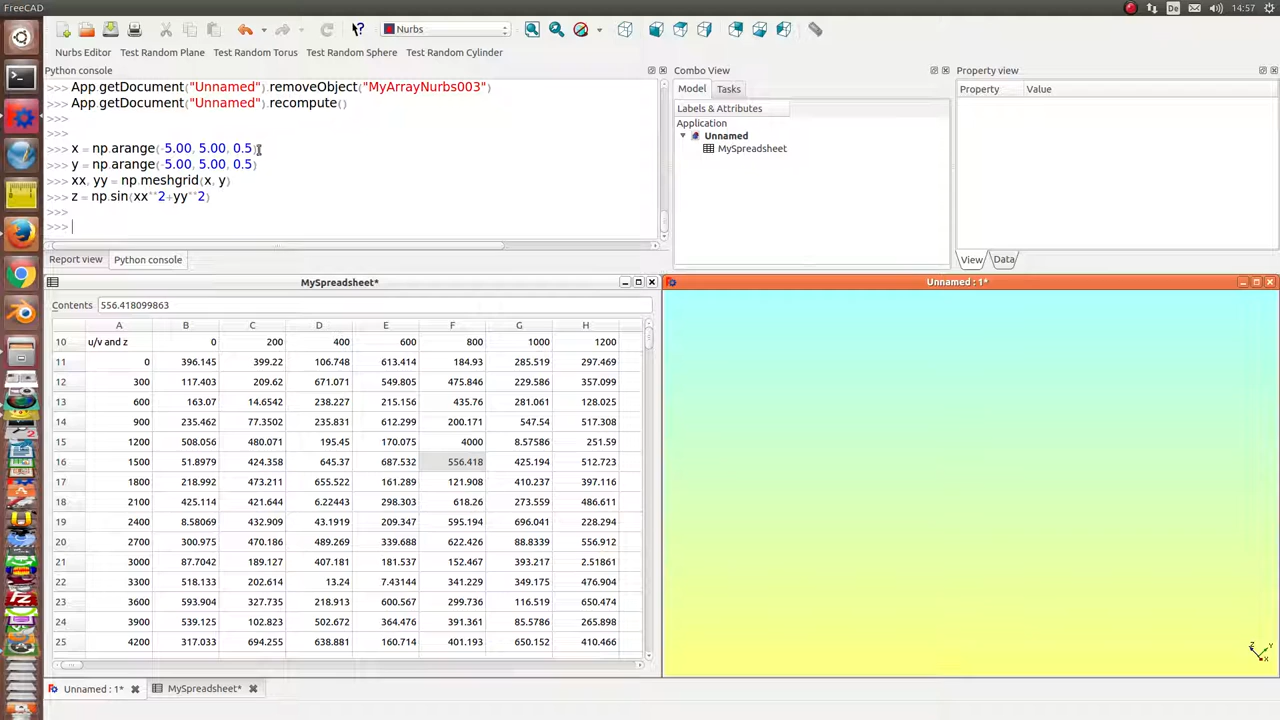 FreeCAD
De
14:57
Nurbs
Nurbs Editor Test Random Plane Test Random Torus Test Random Sphere Test Random Cylinder
Python console
>>> App.getDocument("Unnamed").removeObject("MyArrayNurbs003")
>>> App.getDocument("Unnamed").recompute()
>>>
>>>
>>> x = np.arange(-5.00, 5.00, 0.5)
>>> y = np.arange(-5.00, 5.00, 0.5)
>>> xx, yy = np.meshgrid(x, y)
>>> z = np.sin(xx**2+yy**2)
>>>
>>>
Report view Python console
Combo View
Model Tasks
Labels & Attributes
Application
Unnamed
MySpreadsheet
Property view
Property Value
View Data
MySpreadsheet*
Contents 556.418099863
A B C D E F G H
10 u/v and z 0 200 400 600 800 1000 1200
11 0 396.145 399.22 106.748 613.414 184.93 285.519 297.469
12 300 117.403 209.62 671.071 549.805 475.846 229.586 357.099
13 600 163.07 14.6542 238.227 215.156 435.76 281.061 128.025
14 900 235.462 77.3502 235.831 612.299 200.171 547.54 517.308
15 1200 508.056 480.071 195.45 170.075 4000 8.57586 251.59
16 1500 51.8979 424.358 645.37 687.532 556.418 425.194 512.723
17 1800 218.992 473.211 655.522 161.289 121.908 410.237 397.116
18 2100 425.114 421.644 6.22443 298.303 618.26 273.559 486.611
19 2400 8.58069 432.909 43.1919 209.347 595.194 696.041 228.294
20 2700 300.975 470.186 489.269 339.688 622.426 88.8339 556.912
21 3000 87.7042 189.127 407.181 181.537 152.467 393.217 2.51861
22 3300 518.133 202.614 13.24 7.43144 341.229 349.175 476.904
23 3600 593.904 327.735 218.913 600.567 299.736 116.519 650.474
24 3900 539.125 102.823 502.672 364.476 391.361 85.5786 265.898
25 4200 317.033 694.255 638.881 160.714 401.193 650.152 410.466
Unnamed : 1*
Z Y
X
Unnamed : 1* MySpreadsheet*